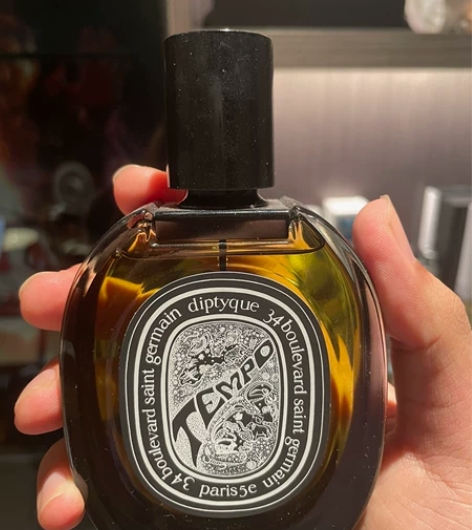 diptyque
34 boulevard saint germain
34 boulevard saint germain
paris5e
TEMPO